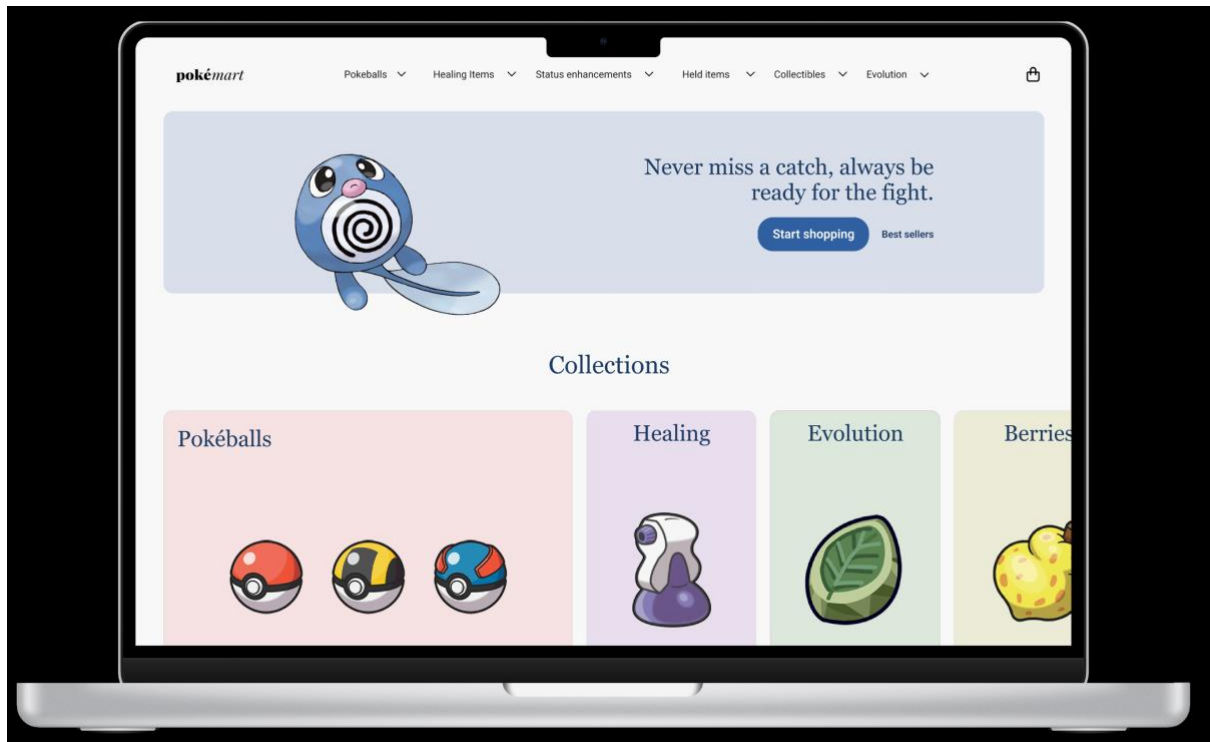 pokémart
Pokeballs
Healing Items
Status enhancements
Held items
Collectibles
Evolution
Never miss a catch, always be
ready for the fight.
Start shopping
Best sellers
Collections
Pokéballs
Healing
Evolution
Berries